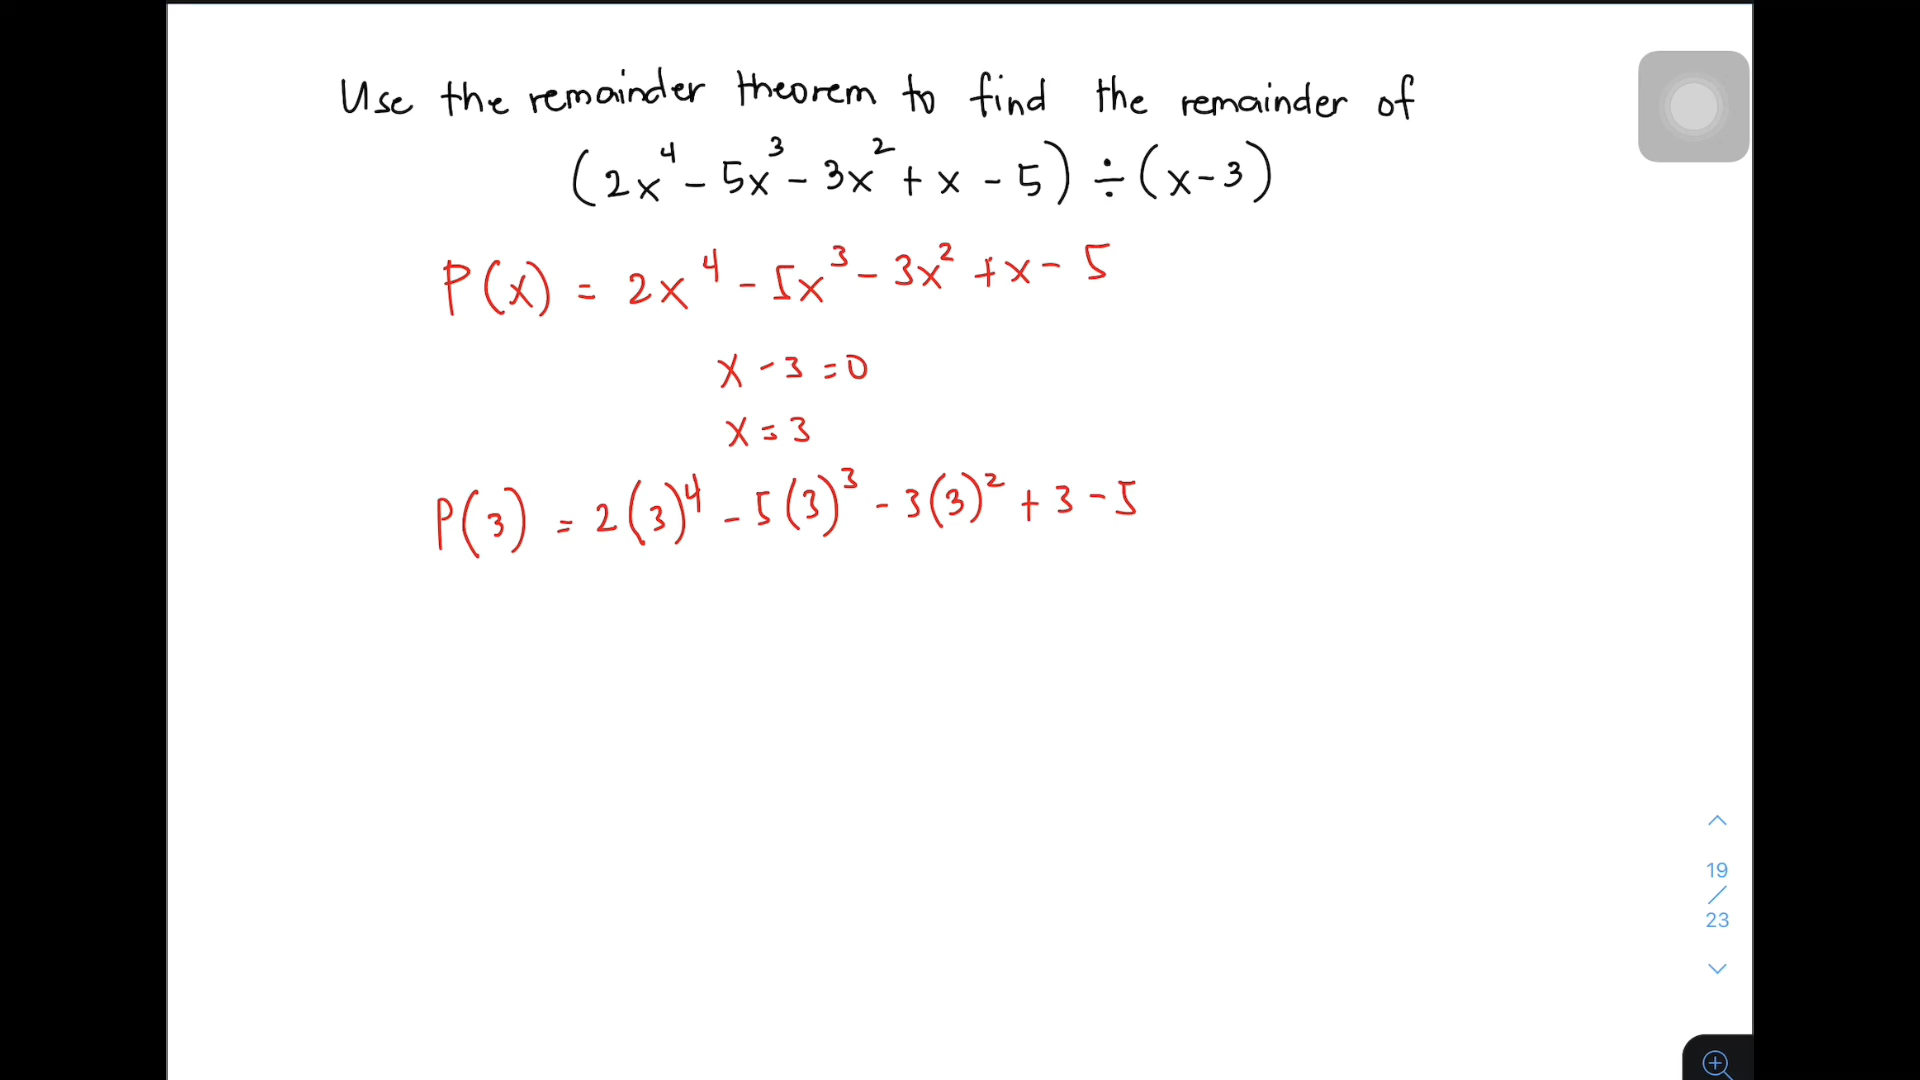 Use the remainder theorem to find the remainder of
(2x⁴ - 5x³ - 3x² + x - 5) ÷ (x - 3)
P(x) = 2x⁴ - 5x³ - 3x² + x - 5
x - 3 = 0
x = 3
P(3) = 2(3)⁴ - 5(3)³ - 3(3)² + 3 - 5
19
/
23